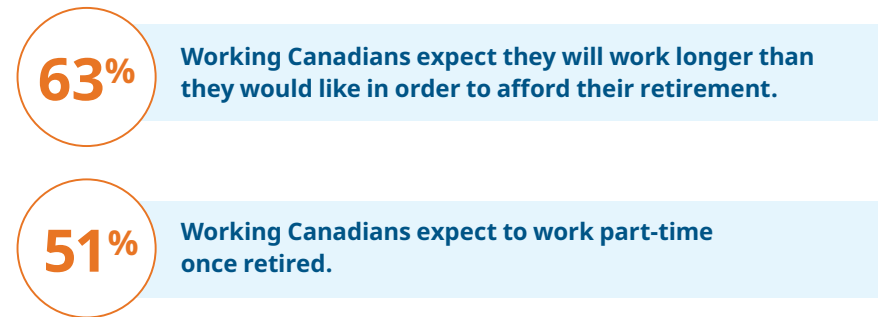 63%
Working Canadians expect they will work longer than
they would like in order to afford their retirement.
51%
Working Canadians expect to work part-time
once retired.